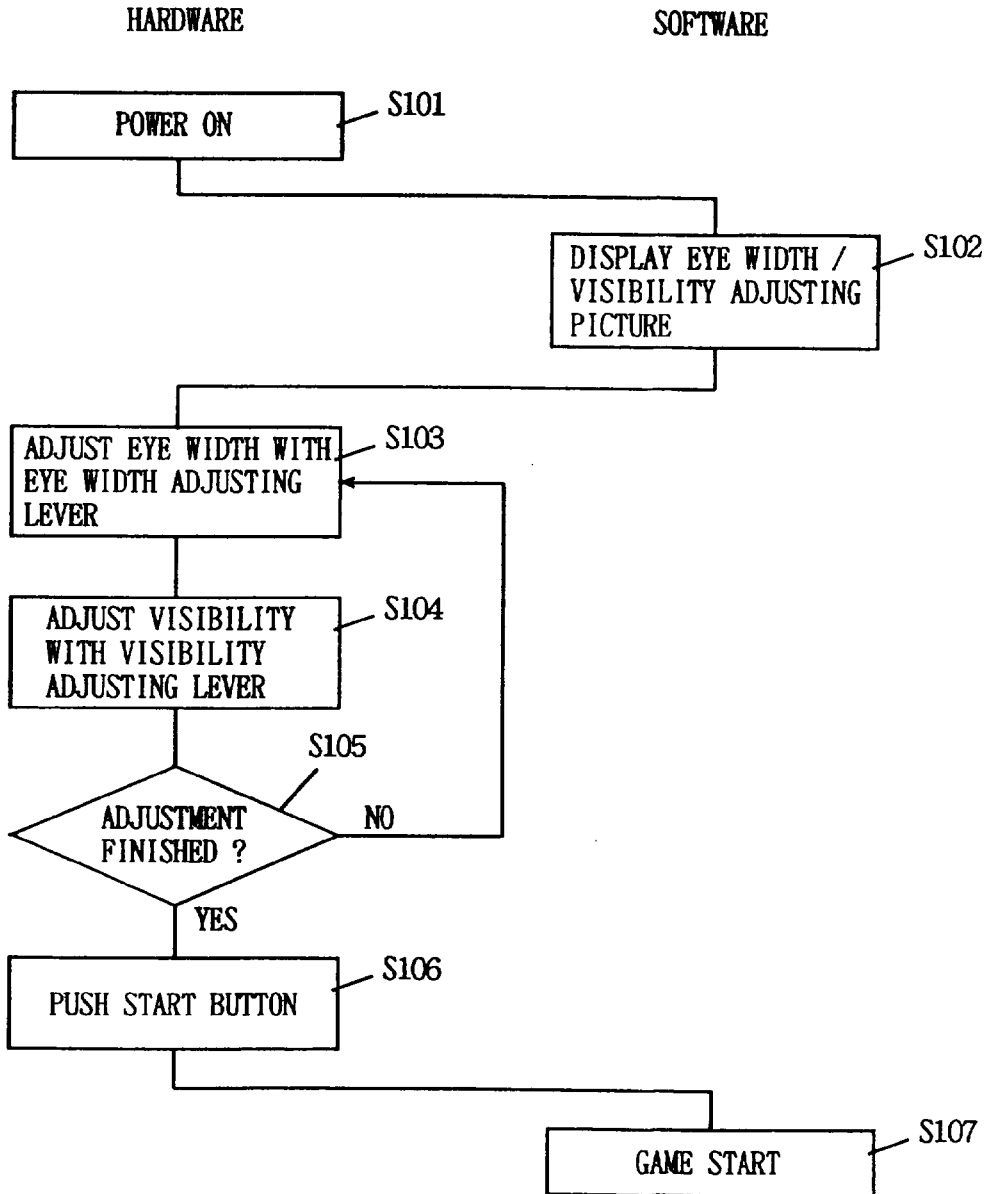 HARDWARE
SOFTWARE
POWER ON
S101
DISPLAY EYE WIDTH /
VISIBILITY ADJUSTING
PICTURE
S102
ADJUST EYE WIDTH WITH
EYE WIDTH ADJUSTING
LEVER
S103
ADJUST VISIBILITY
WITH VISIBILITY
ADJUSTING LEVER
S104
S105
ADJUSTMENT
FINISHED ?
NO
YES
PUSH START BUTTON
S106
GAME START
S107